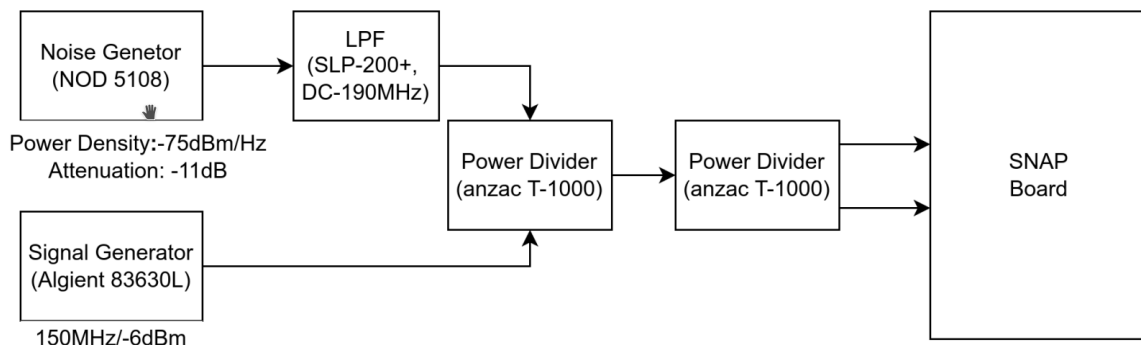 Noise Genetor
(NOD 5108)
Power Density:-75dBm/Hz
Attenuation: -11dB
LPF
(SLP-200+,
DC-190MHz)
Signal Generator
(Algient 83630L)
150MHz/-6dBm
Power Divider
(anzac T-1000)
Power Divider
(anzac T-1000)
SNAP
Board